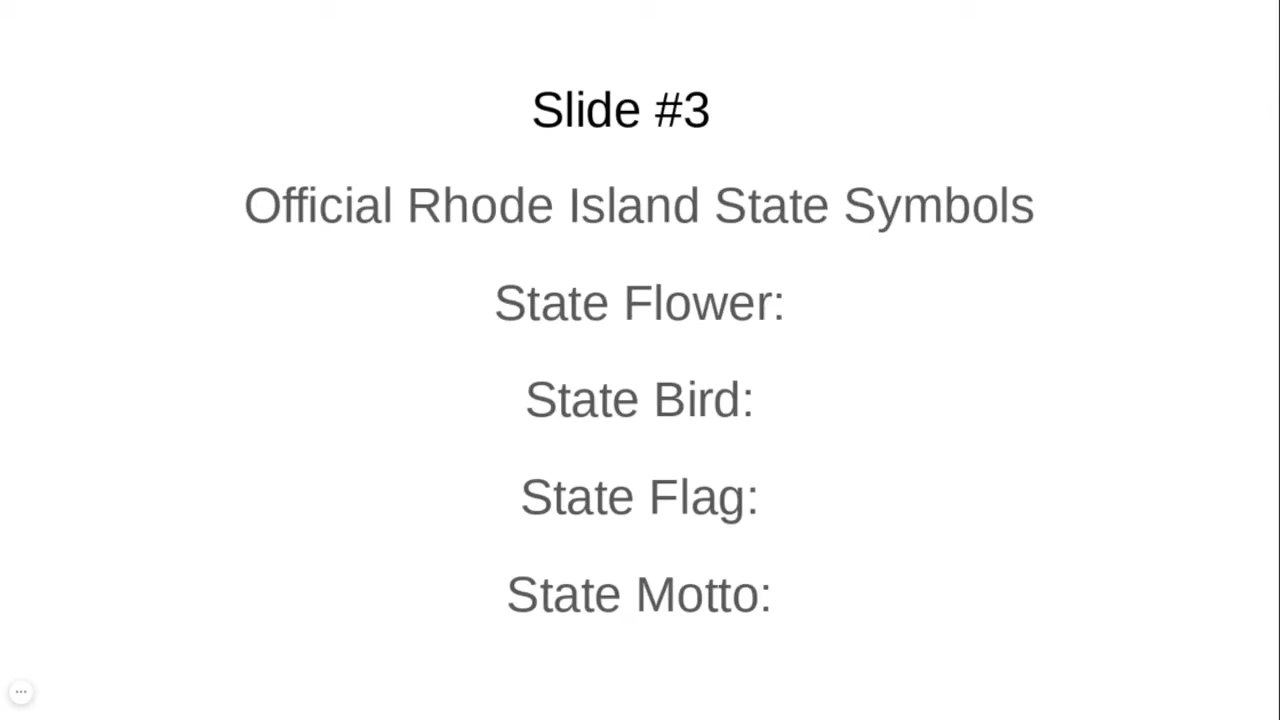 Slide #3
Official Rhode Island State Symbols
State Flower:
State Bird:
State Flag:
State Motto: